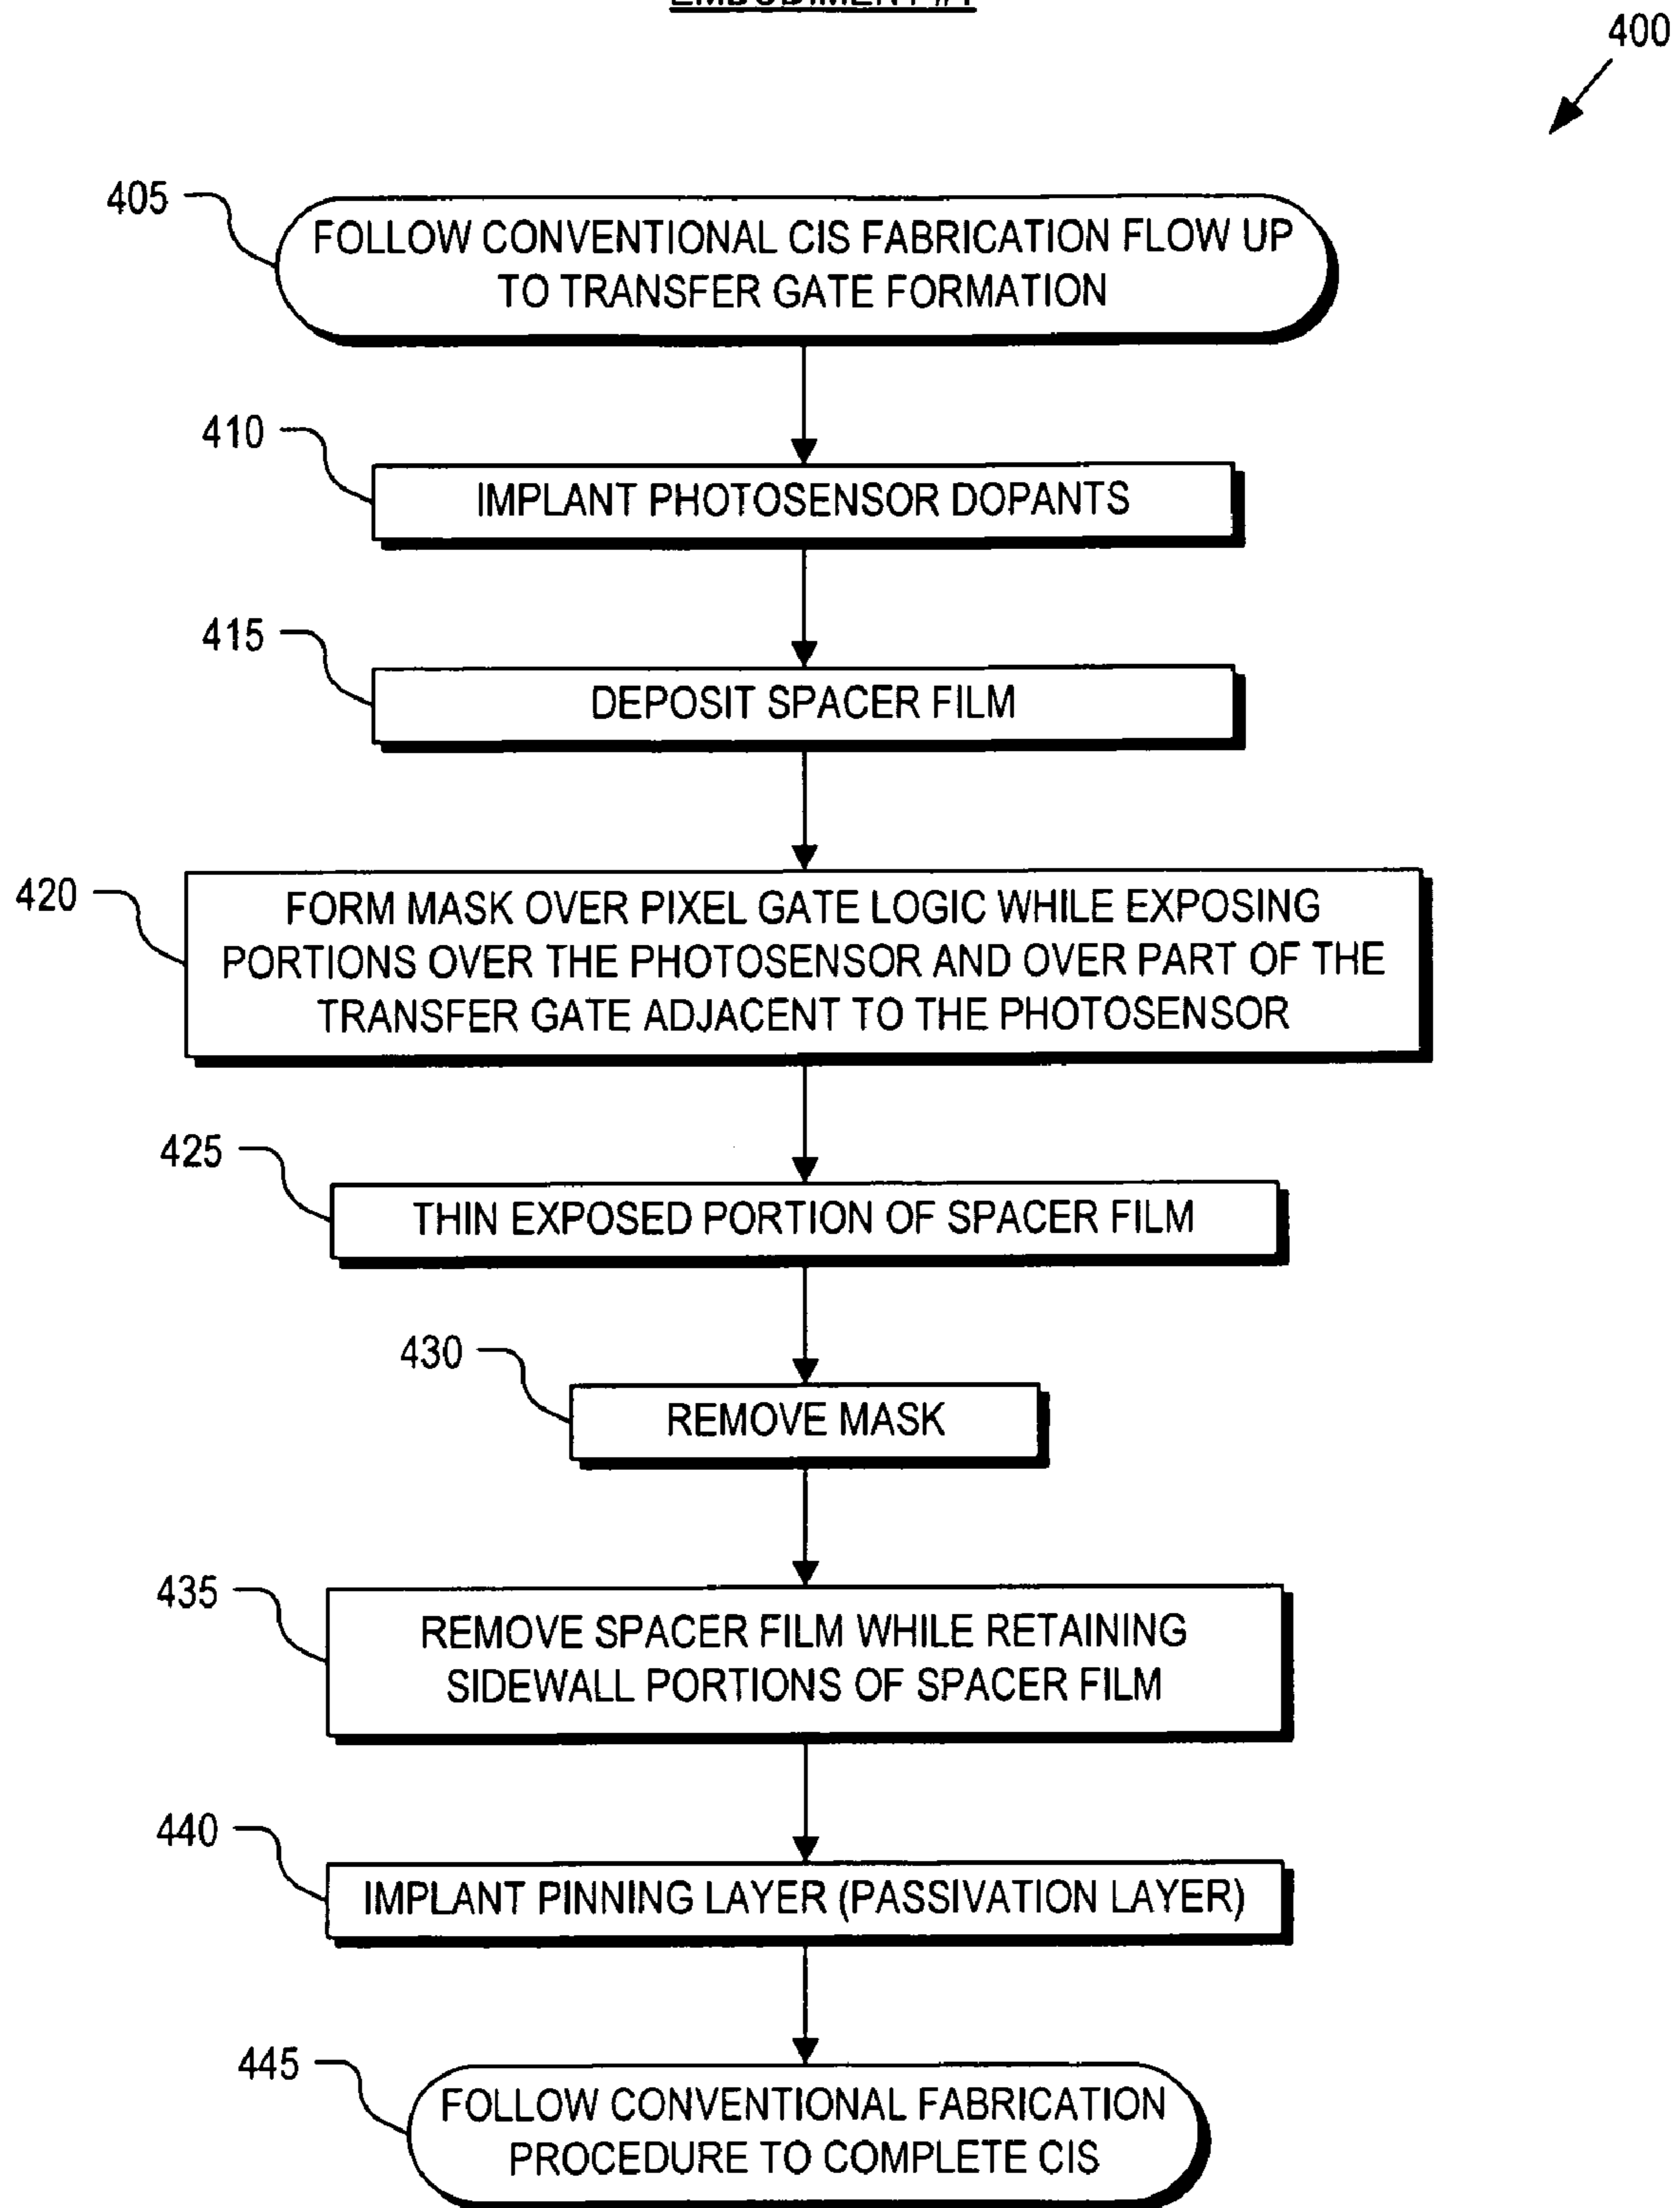 EMBODIMENT #1
400
405
FOLLOW CONVENTIONAL CIS FABRICATION FLOW UP
TO TRANSFER GATE FORMATION
410
IMPLANT PHOTOSENSOR DOPANTS
415
DEPOSIT SPACER FILM
420
FORM MASK OVER PIXEL GATE LOGIC WHILE EXPOSING
PORTIONS OVER THE PHOTOSENSOR AND OVER PART OF THE
TRANSFER GATE ADJACENT TO THE PHOTOSENSOR
425
THIN EXPOSED PORTION OF SPACER FILM
430
REMOVE MASK
435
REMOVE SPACER FILM WHILE RETAINING
SIDEWALL PORTIONS OF SPACER FILM
440
IMPLANT PINNING LAYER (PASSIVATION LAYER)
445
FOLLOW CONVENTIONAL FABRICATION
PROCEDURE TO COMPLETE CIS